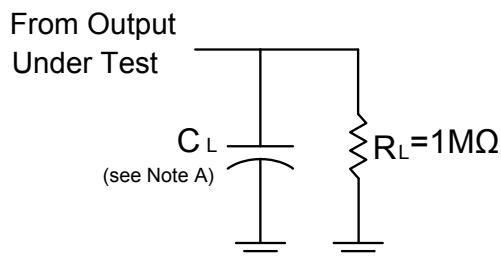 From Output
Under Test
CL
(see Note A)
RL=1MΩ